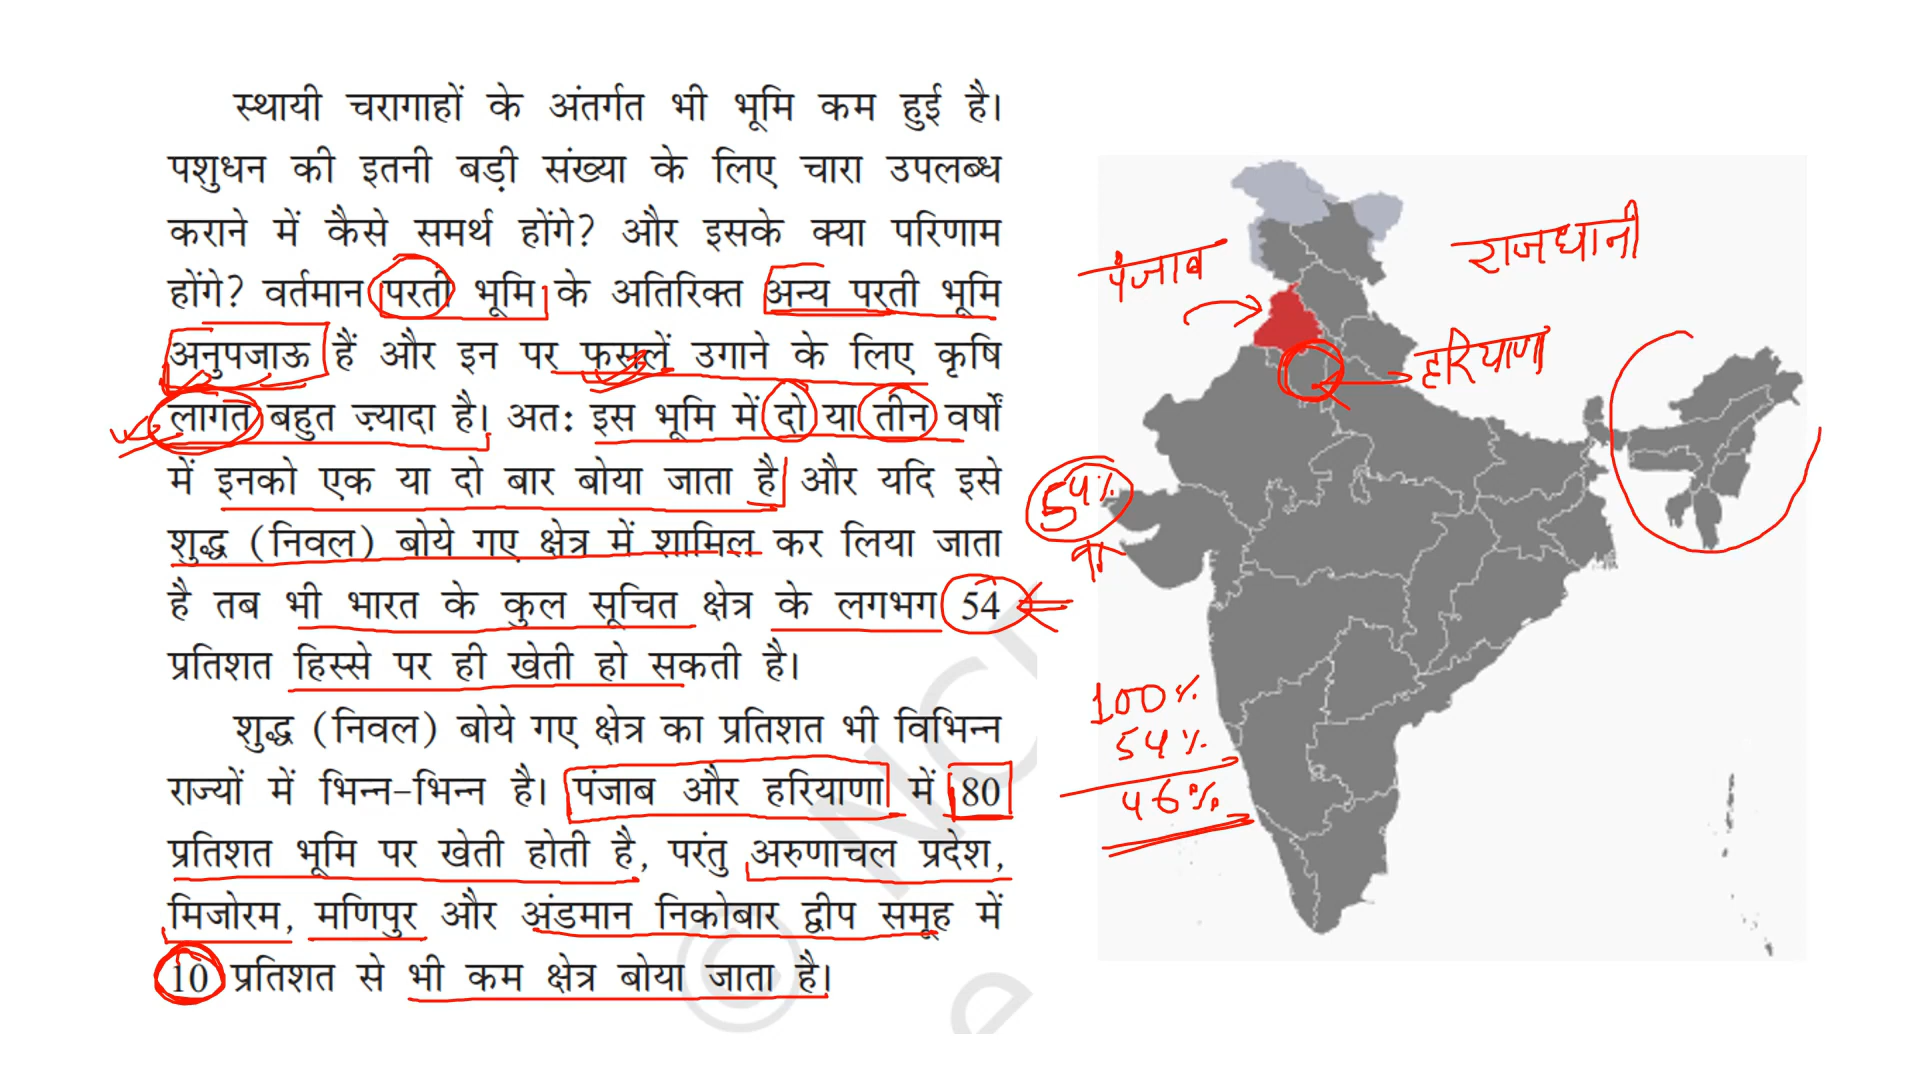 स्थायी चरागाहों के अंतर्गत भी भूमि कम हुई है।
पशुधन की इतनी बड़ी संख्या के लिए चारा उपलब्ध
कराने में कैसे समर्थ होंगे? और इसके क्या परिणाम
होंगे? वर्तमान परती भूमि के अतिरिक्त अन्य परती भूमि
अनुपजाऊ हैं और इन पर फसलें उगाने के लिए कृषि
लागत बहुत ज़्यादा है। अत: इस भूमि में दो या तीन वर्षों
में इनको एक या दो बार बोया जाता है और यदि इसे
शुद्ध (निवल) बोये गए क्षेत्र में शामिल कर लिया जाता
है तब भी भारत के कुल सूचित क्षेत्र के लगभग 54
प्रतिशत हिस्से पर ही खेती हो सकती है।
शुद्ध (निवल) बोये गए क्षेत्र का प्रतिशत भी विभिन्न
राज्यों में भिन्न-भिन्न है। पंजाब और हरियाणा में 80
प्रतिशत भूमि पर खेती होती है, परंतु अरुणाचल प्रदेश,
मिजोरम, मणिपुर और अंडमान निकोबार द्वीप समूह में
10 प्रतिशत से भी कम क्षेत्र बोया जाता है।
पंजाब
राजधानी
हरियाणा
54%
100%
54%
46%